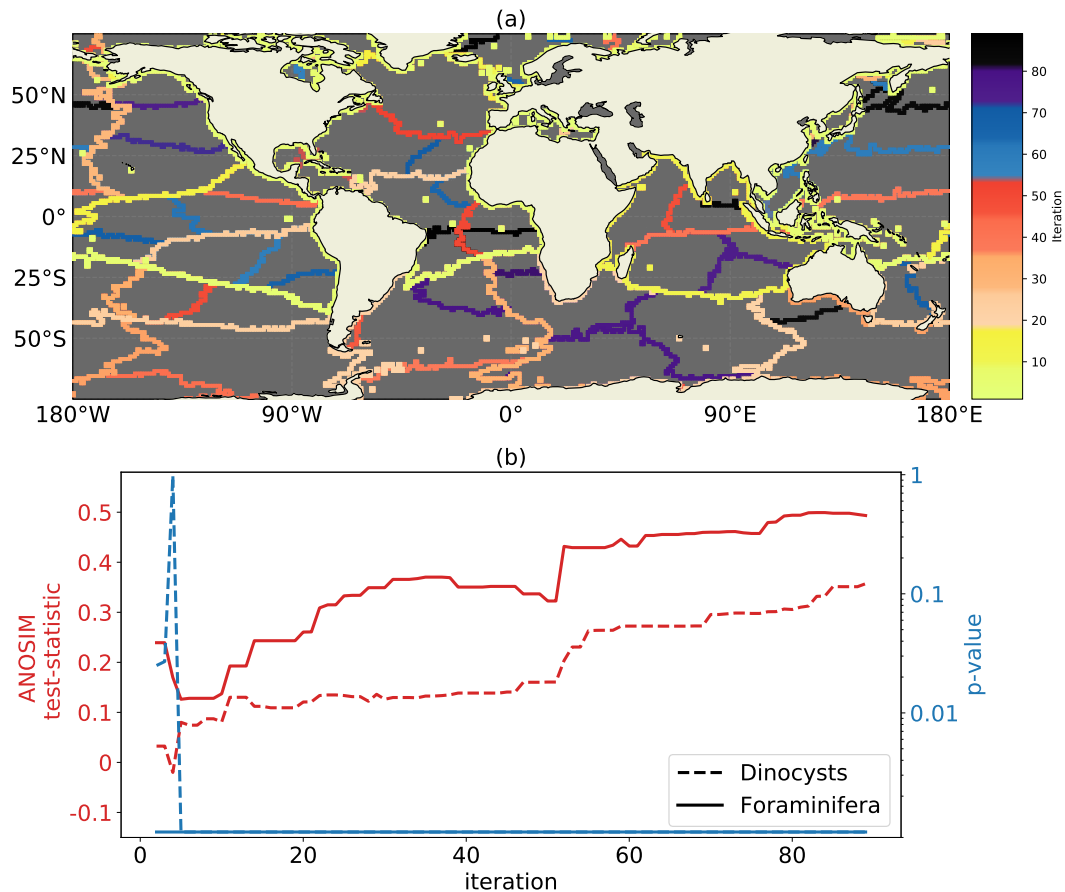 (a)
50°N
25°N
0°
25°S
50°S
180°W 90°W 0° 90°E 180°E
80
70
60
50
40
30
20
10
Iteration
(b)
0.5
0.4
0.3
0.2
0.1
0
-0.1
ANOSIM
test-statistic
1
0.1
0.01
p-value
Dinocysts
Foraminifera
0 20 40 60 80
iteration